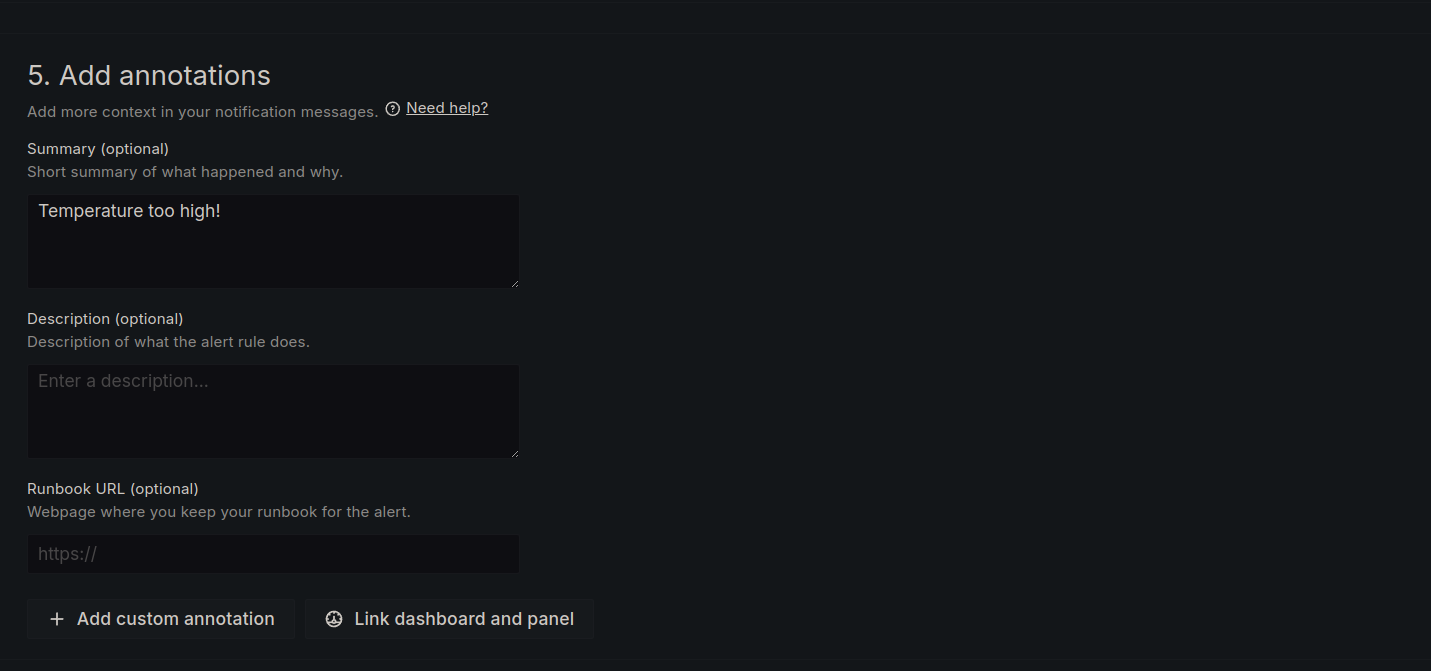 5. Add annotations
Add more context in your notification messages. Need help?
Summary (optional)
Short summary of what happened and why.
Temperature too high!
Description (optional)
Description of what the alert rule does.
Enter a description...
Runbook URL (optional)
Webpage where you keep your runbook for the alert.
https://
Add custom annotation Link dashboard and panel